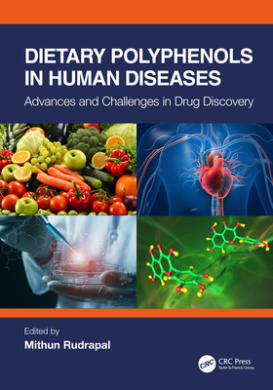 DIETARY POLYPHENOLS
IN HUMAN DISEASES
Advances and Challenges in Drug Discovery
Edited by
Mithun Rudrapal
CRC Press
Taylor & Francis Group